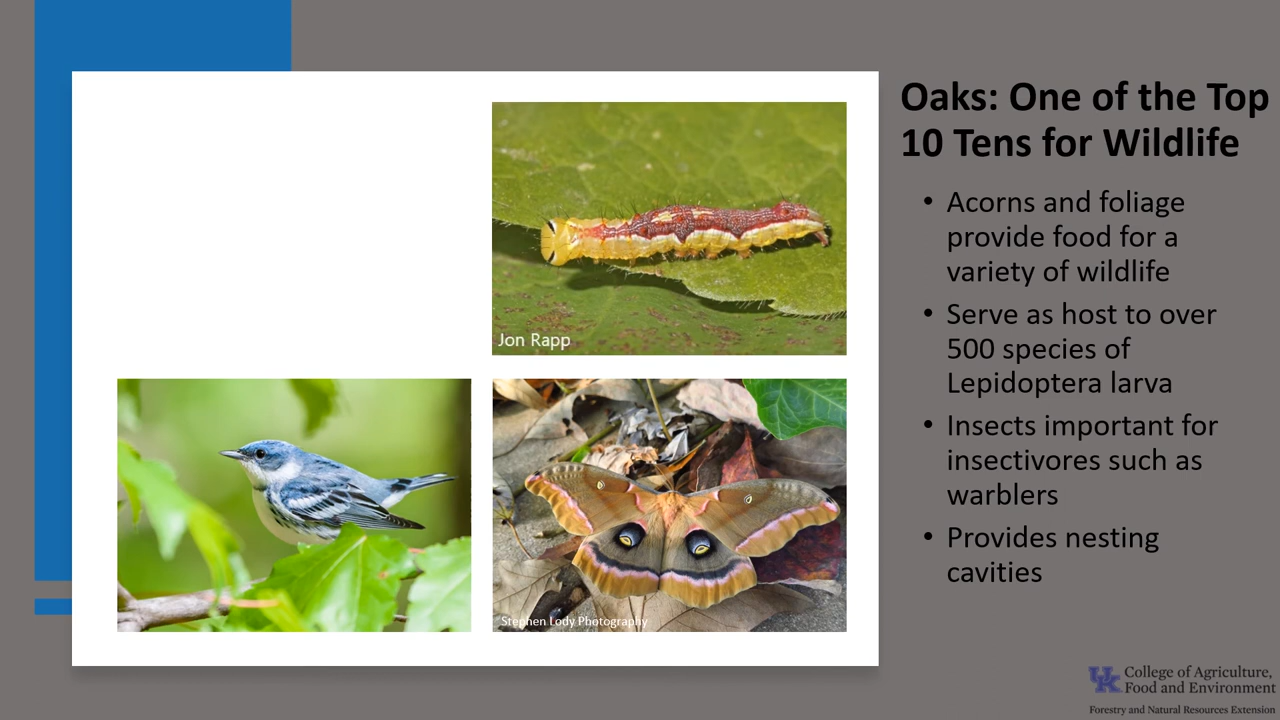 Oaks: One of the Top
10 Tens for Wildlife
• Acorns and foliage
provide food for a
variety of wildlife
• Serve as host to over
500 species of
Lepidoptera larva
• Insects important for
insectivores such as
warblers
• Provides nesting
cavities
Jon Rapp
Stephen Lody Photography
UK College of Agriculture,
Food and Environment
Forestry and Natural Resources Extension